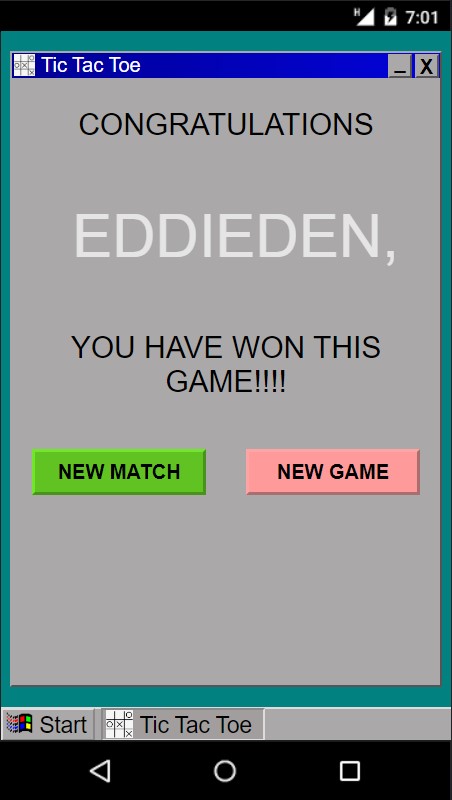 H 7:01
Tic Tac Toe _ X
CONGRATULATIONS
EDDIEDEN,
YOU HAVE WON THIS
GAME!!!!
NEW MATCH NEW GAME
Start Tic Tac Toe